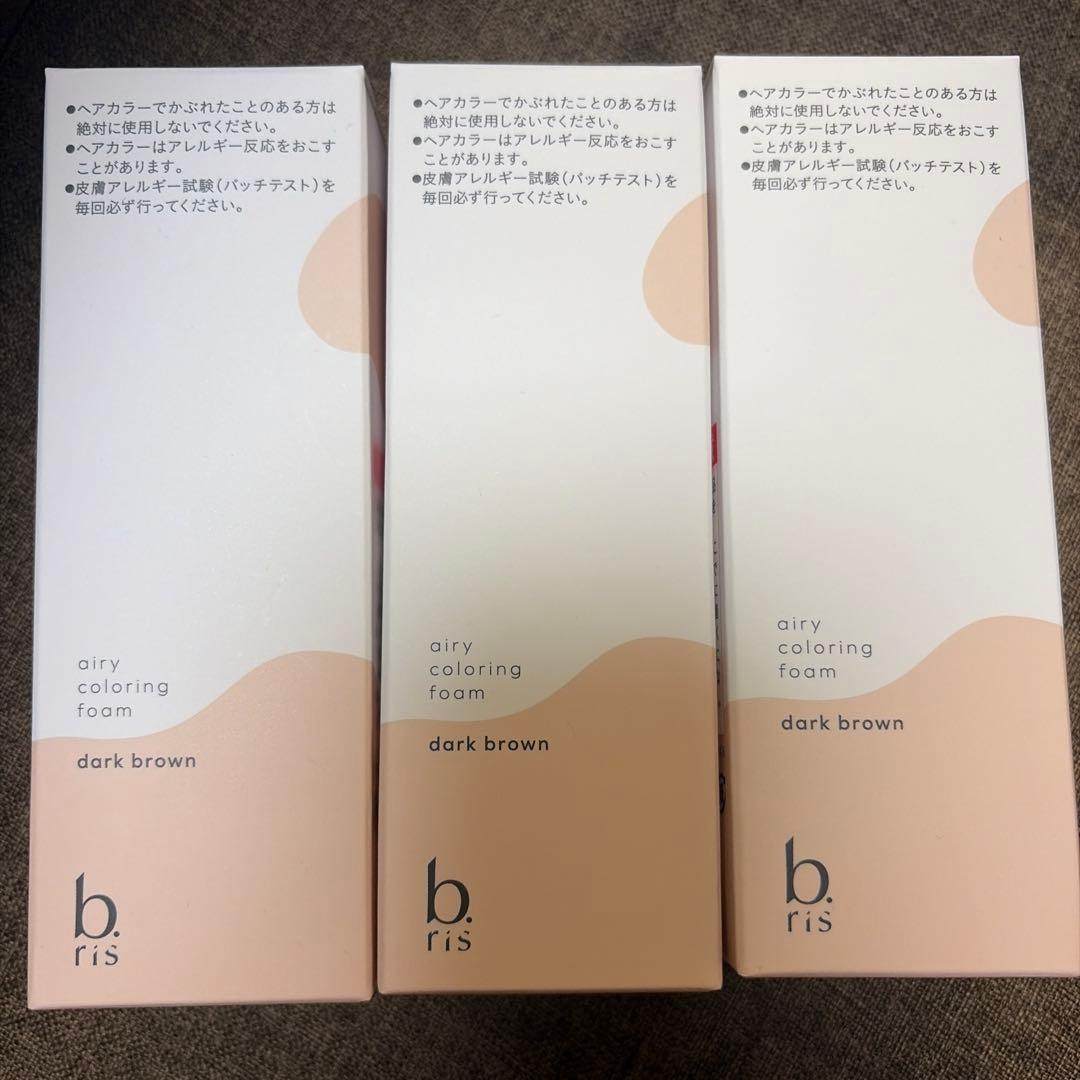 ●ヘアカラーでかぶれたことのある方は
絶対に使用しないでください。
●ヘアカラーはアレルギー反応をおこす
ことがあります。
●皮膚アレルギー試験(パッチテスト)を
毎回必ず行ってください。
airy
coloring
foam
dark brown
b.
ris
●ヘアカラーでかぶれたことのある方は
絶対に使用しないでください。
●ヘアカラーはアレルギー反応をおこす
ことがあります。
●皮膚アレルギー試験(パッチテスト)を
毎回必ず行ってください。
airy
coloring
foam
dark brown
b.
ris
●ヘアカラーでかぶれたことのある方は
絶対に使用しないでください。
●ヘアカラーはアレルギー反応をおこす
ことがあります。
●皮膚アレルギー試験(パッチテスト)を
毎回必ず行ってください。
airy
coloring
foam
dark brown
b.
ris